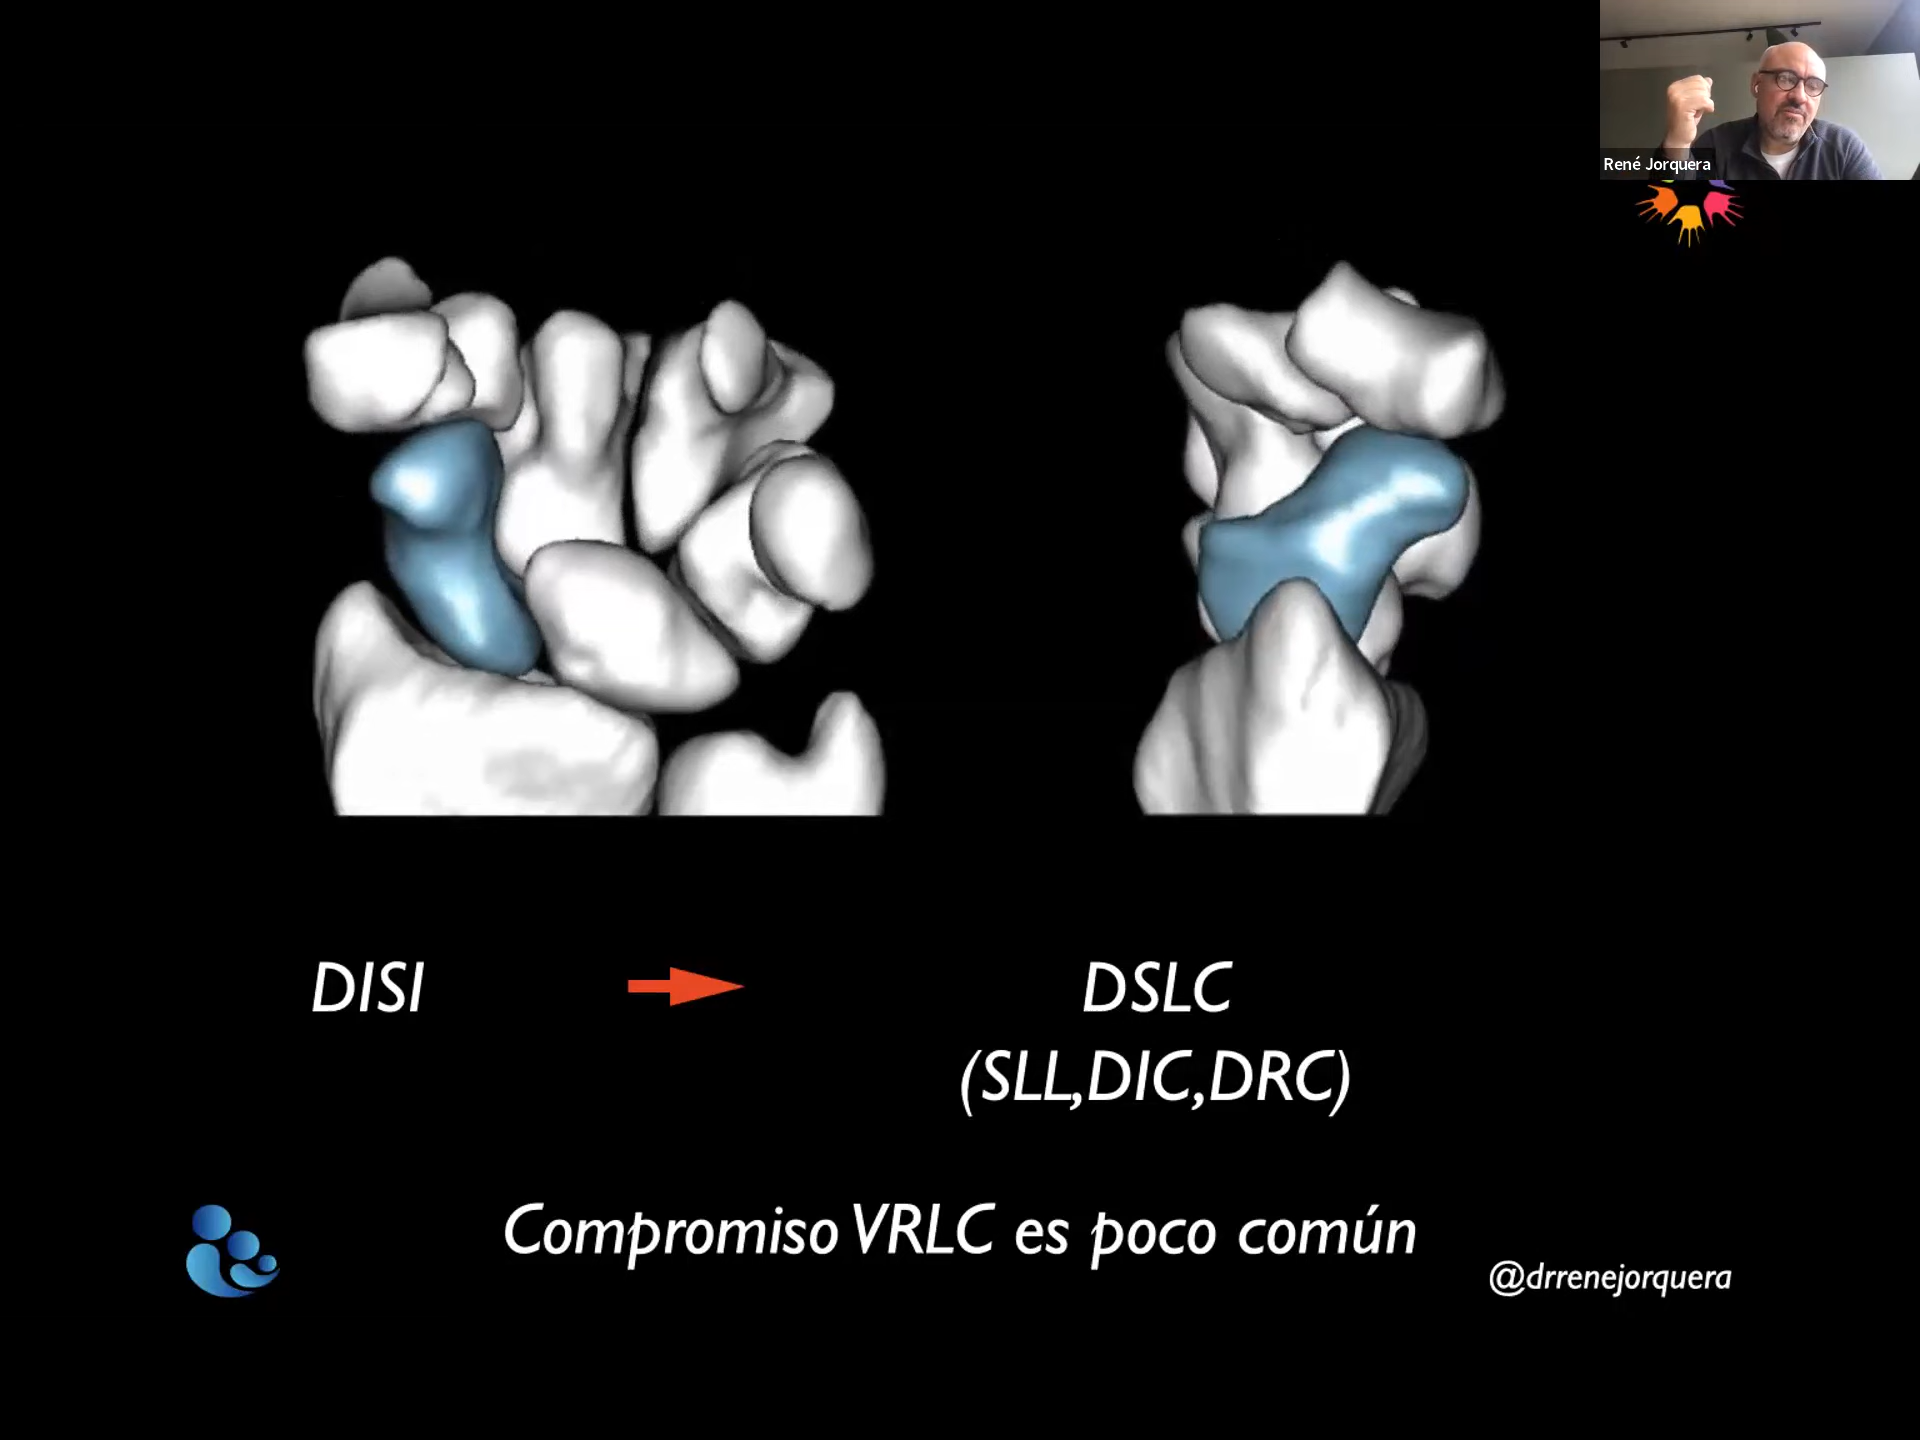 René Jorquera
DISI
DSLC
(SLL,DIC,DRC)
Compromiso VRLC es poco común
@drrenejorquera